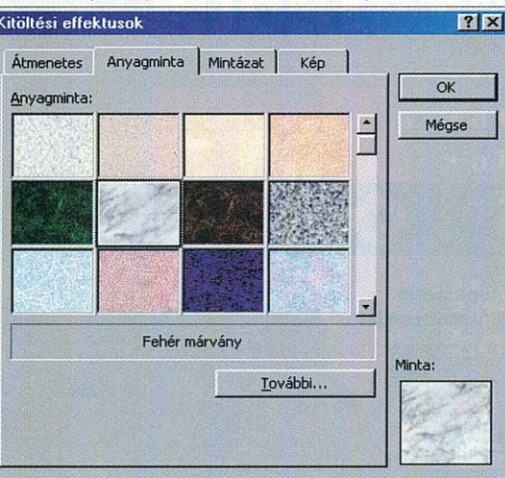 Kitöltési effektusok
Átmenetes
Anyagminta
Mintázat
Kép
Anyagminta:
OK
Mégse
Fehér márvány
További...
Minta: